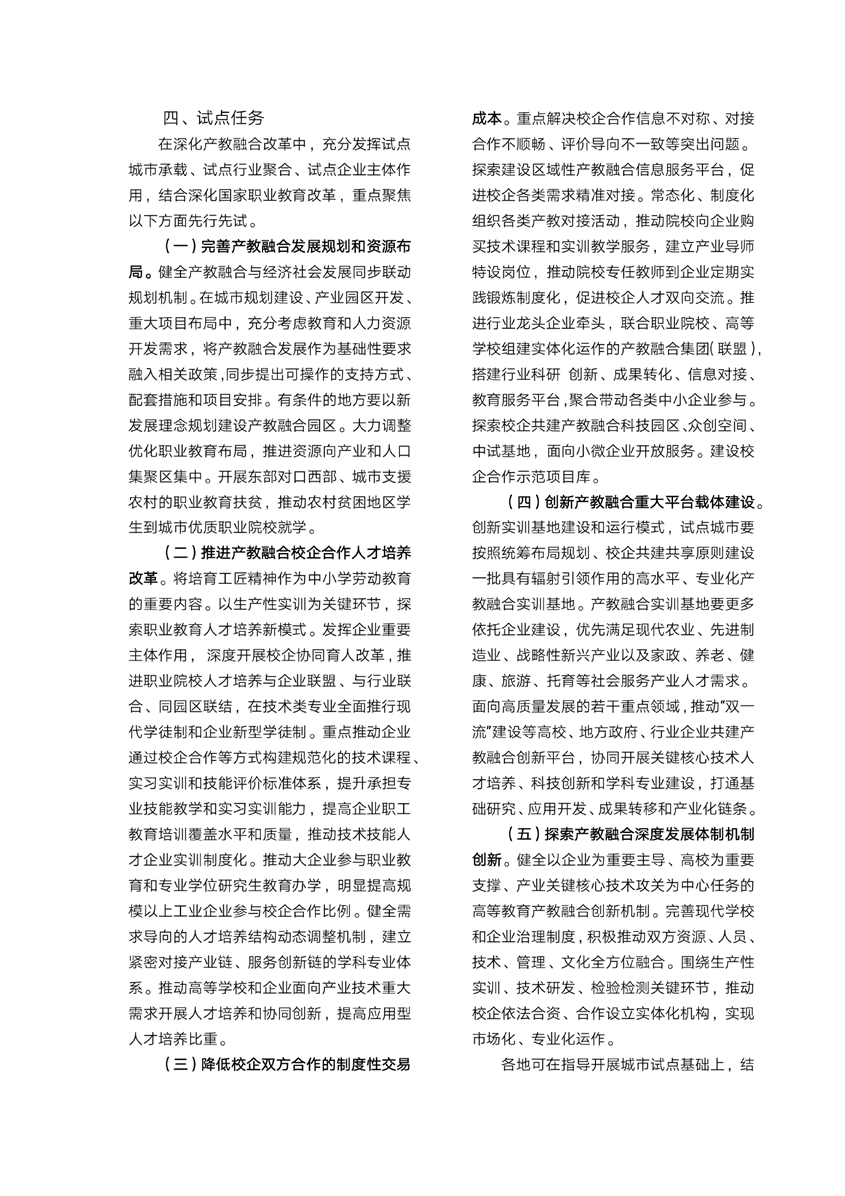 四、试点任务
在深化产教融合改革中，充分发挥试点
城市承载、试点行业聚合、试点企业主体作
用，结合深化国家职业教育改革，重点聚焦
以下方面先行先试。
（一）完善产教融合发展规划和资源布
局。健全产教融合与经济社会发展同步联动
规划机制。在城市规划建设、产业园区开发、
重大项目布局中，充分考虑教育和人力资源
开发需求，将产教融合发展作为基础性要求
融入相关政策,同步提出可操作的支持方式、
配套措施和项目安排。有条件的地方要以新
发展理念规划建设产教融合园区。大力调整
优化职业教育布局，推进资源向产业和人口
集聚区集中。开展东部对口西部、城市支援
农村的职业教育扶贫，推动农村贫困地区学
生到城市优质职业院校就学。
（二）推进产教融合校企合作人才培养
改革。将培育工匠精神作为中小学劳动教育
的重要内容。以生产性实训为关键环节，探
索职业教育人才培养新模式。发挥企业重要
主体作用， 深度开展校企协同育人改革，推
进职业院校人才培养与企业联盟、与行业联
合、同园区联结，在技术类专业全面推行现
代学徒制和企业新型学徒制。重点推动企业
通过校企合作等方式构建规范化的技术课程、
实习实训和技能评价标准体系，提升承担专
业技能教学和实习实训能力，提高企业职工
教育培训覆盖水平和质量，推动技术技能人
才企业实训制度化。推动大企业参与职业教
育和专业学位研究生教育办学，明显提高规
模以上工业企业参与校企合作比例。健全需
求导向的人才培养结构动态调整机制，建立
紧密对接产业链、服务创新链的学科专业体
系。推动高等学校和企业面向产业技术重大
需求开展人才培养和协同创新，提高应用型
人才培养比重。
（三）降低校企双方合作的制度性交易
成本。重点解决校企合作信息不对称、对接
合作不顺畅、评价导向不一致等突出问题。
探索建设区域性产教融合信息服务平台，促
进校企各类需求精准对接。常态化、制度化
组织各类产教对接活动，推动院校向企业购
买技术课程和实训教学服务，建立产业导师
特设岗位，推动院校专任教师到企业定期实
践锻炼制度化，促进校企人才双向交流。推
进行业龙头企业牵头，联合职业院校、高等
学校组建实体化运作的产教融合集团（联盟），
搭建行业科研 创新、成果转化、信息对接、
教育服务平台,聚合带动各类中小企业参与。
探索校企共建产教融合科技园区、众创空间、
中试基地，面向小微企业开放服务。建设校
企合作示范项目库。
（四）创新产教融合重大平台载体建设。
创新实训基地建设和运行模式，试点城市要
按照统筹布局规划、校企共建共享原则建设
一批具有辐射引领作用的高水平、专业化产
教融合实训基地。产教融合实训基地要更多
依托企业建设，优先满足现代农业、先进制
造业、战略性新兴产业以及家政、养老、健
康、旅游、托育等社会服务产业人才需求。
面向高质量发展的若干重点领域,推动“双一
流”建设等高校、地方政府、行业企业共建产
教融合创新平台，协同开展关键核心技术人
才培养、科技创新和学科专业建设，打通基
础研究、应用开发、成果转移和产业化链条。
（五）探索产教融合深度发展体制机制
创新。健全以企业为重要主导、高校为重要
支撑、产业关键核心技术攻关为中心任务的
高等教育产教融合创新机制。完善现代学校
和企业治理制度，积极推动双方资源、人员、
技术、管理、文化全方位融合。围绕生产性
实训、技术研发、检验检测关键环节，推动
校企依法合资、合作设立实体化机构，实现
市场化、专业化运作。
各地可在指导开展城市试点基础上，结